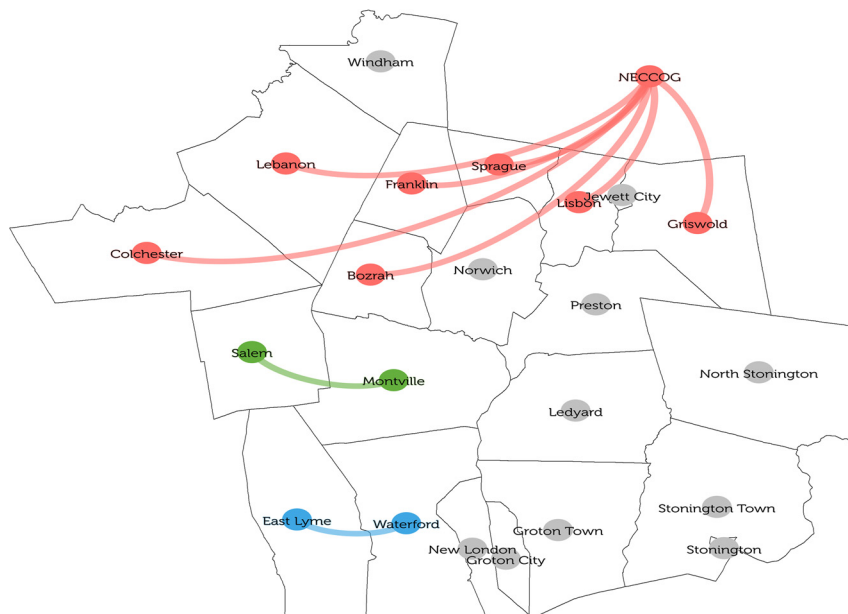 Windham
NECCOG
Lebanon
Sprague
Franklin
Jewett City
Lisbon
Griswold
Colchester
Norwich
Bozrah
Preston
Salem
Montville
North Stonington
Ledyard
Stonington Town
East Lyme
Waterford
Groton Town
New London
Stonington
Groton City